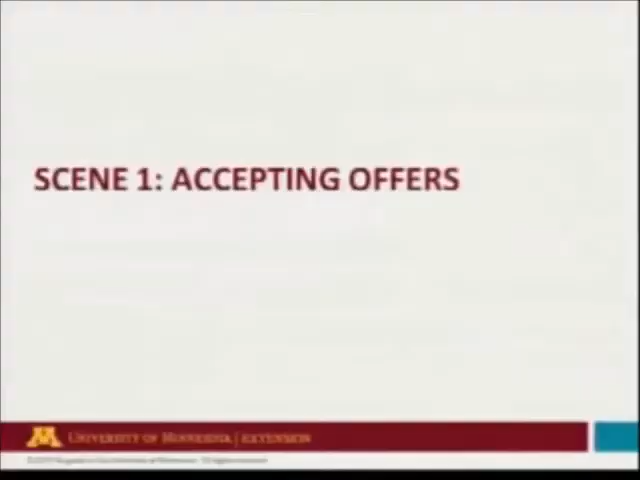 SCENE 1: ACCEPTING OFFERS
UNIVERSITY OF MINNESOTA | EXTENSION